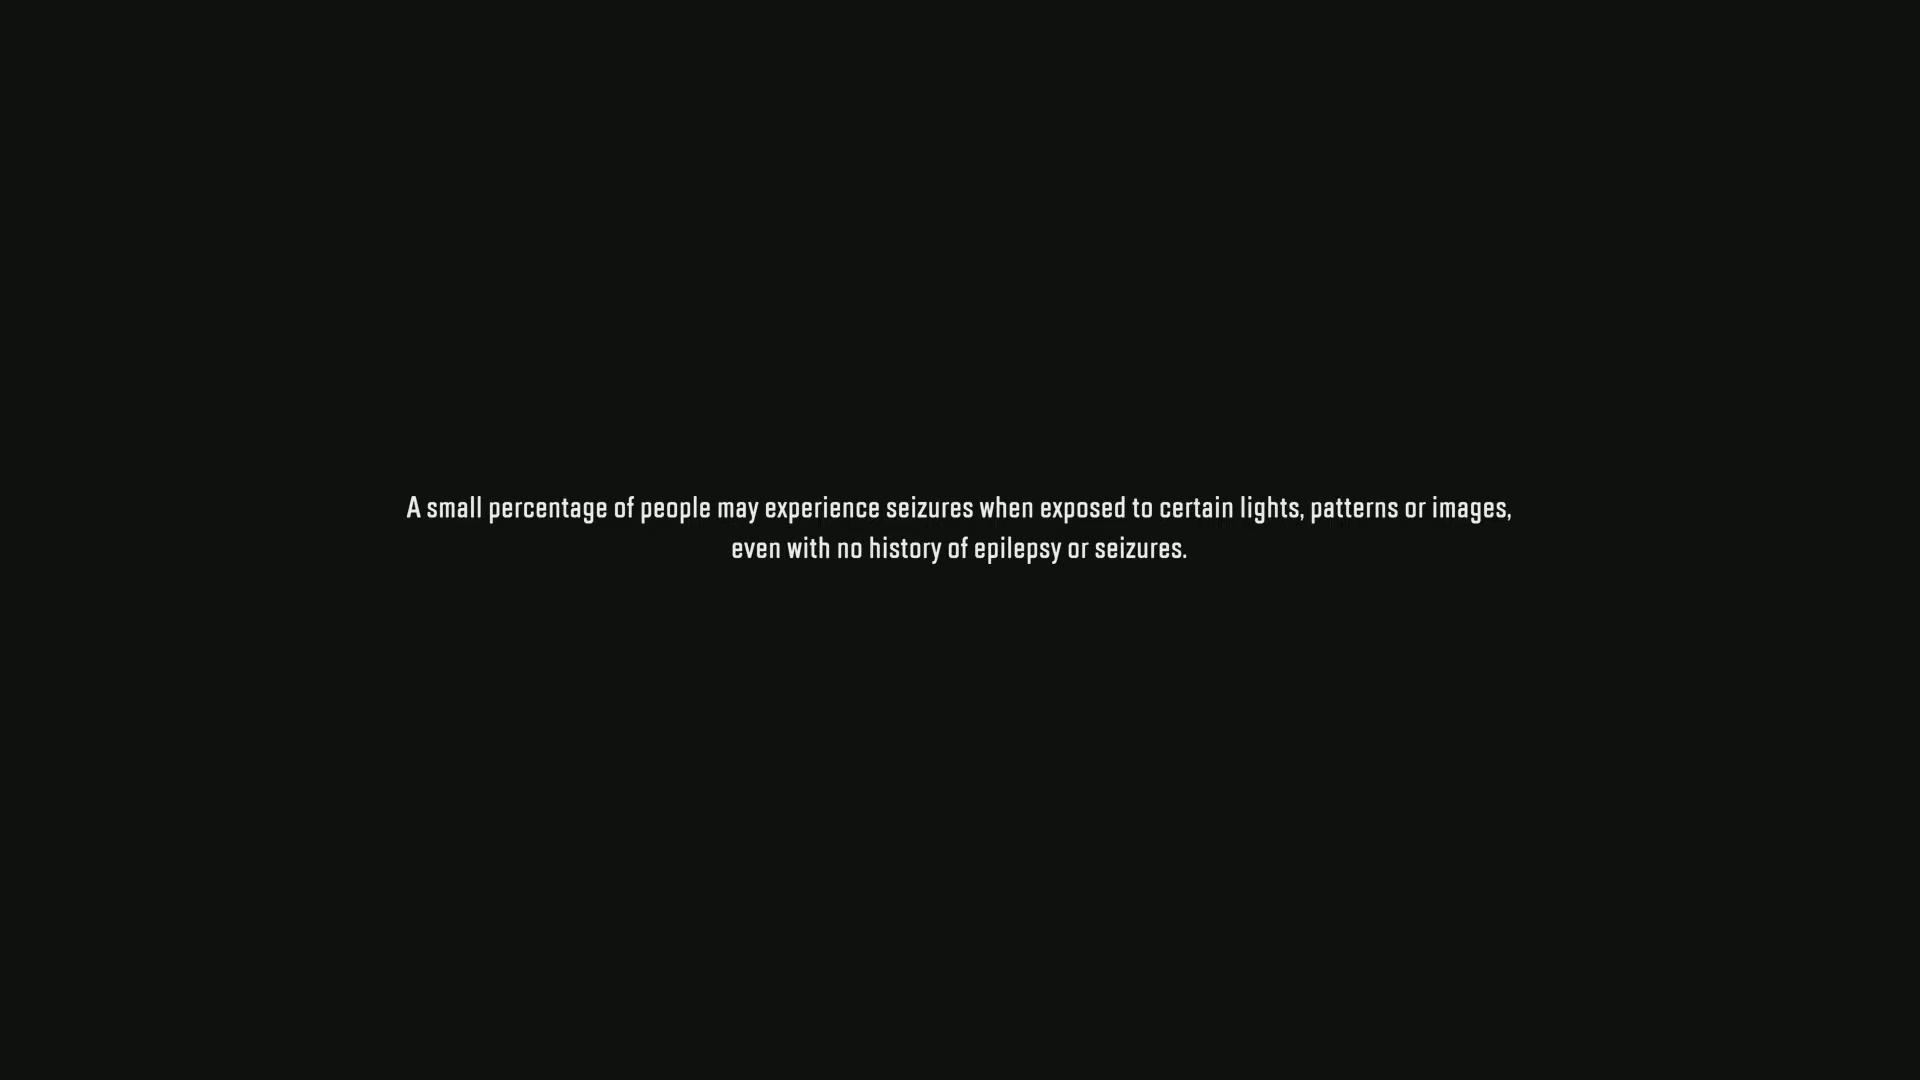 A small percentage of people may experience seizures when exposed to certain lights, patterns or images,
even with no history of epilepsy or seizures.